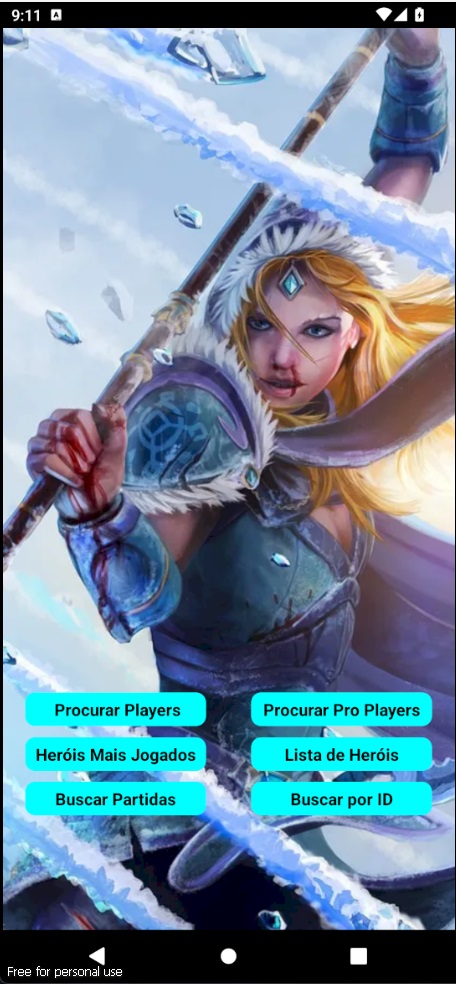 9:11 A
Procurar Players
Procurar Pro Players
Heróis Mais Jogados
Lista de Heróis
Buscar Partidas
Buscar por ID
Free for personal use